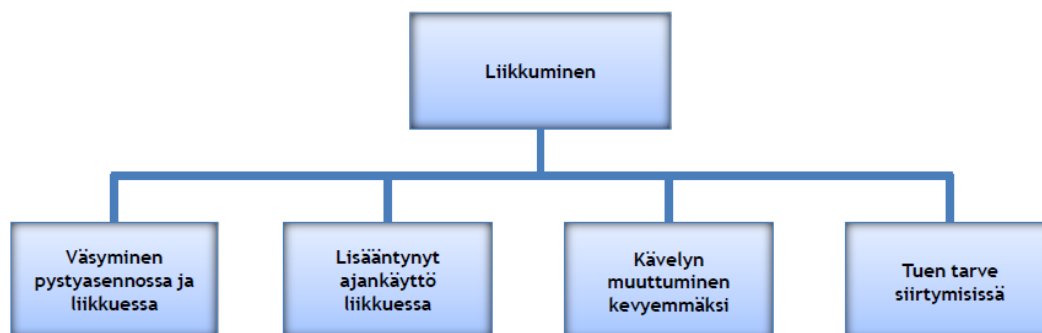 Liikkuminen
Väsyminen
pystyasennossa ja
liikkuessa
Lisääntynyt
ajankäyttö
liikkuessa
Kävelyn
muuttuminen
kevyemmäksi
Tuen tarve
siirtymisissä